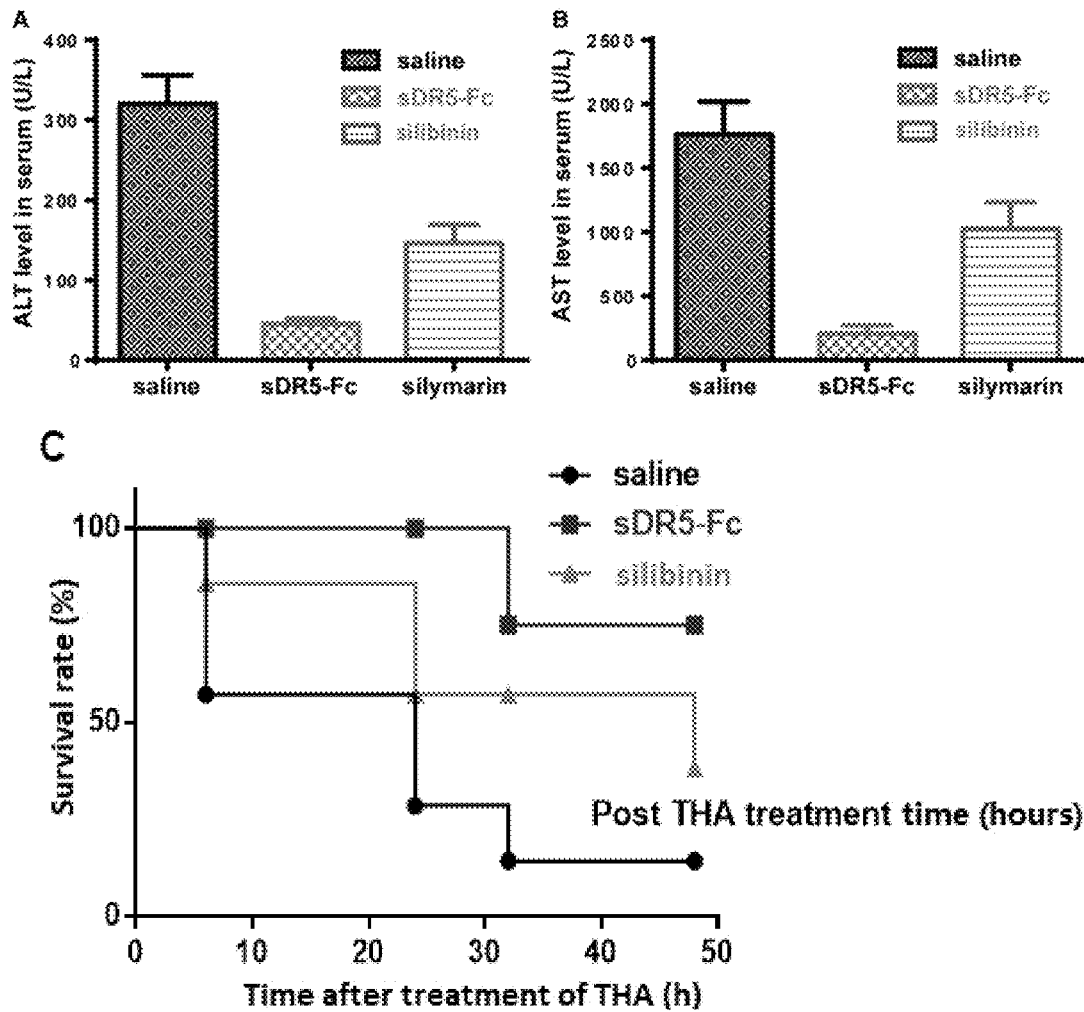 A
ALT level in serum (U/L)
400
300
200
100
0
saline
sDR5-Fc
silibinin
saline sDR5-Fc silymarin
B
AST level in serum (U/L)
2500
2000
1500
1000
500
0
saline
sDR5-Fc
silibinin
saline sDR5-Fc silymarin
C
saline
sDR5-Fc
silibinin
Survival rate (%)
100
50
0
Post THA treatment time (hours)
0 10 20 30 40 50
Time after treatment of THA (h)